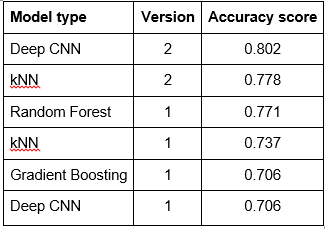 Model type Version Accuracy score
Deep CNN 2 0.802
kNN 2 0.778
Random Forest 1 0.771
kNN 1 0.737
Gradient Boosting 1 0.706
Deep CNN 1 0.706